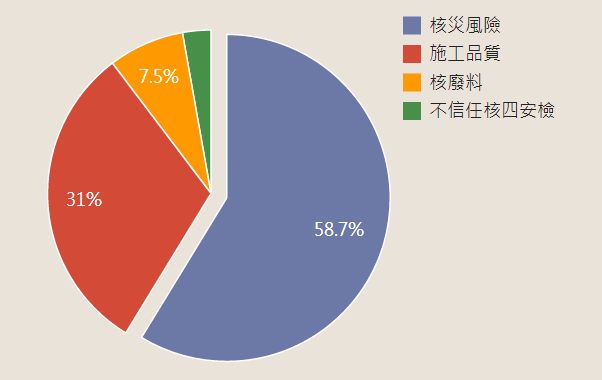 核災風險
施工品質
核廢料
不信任核四安檢
7.5%
31%
58.7%